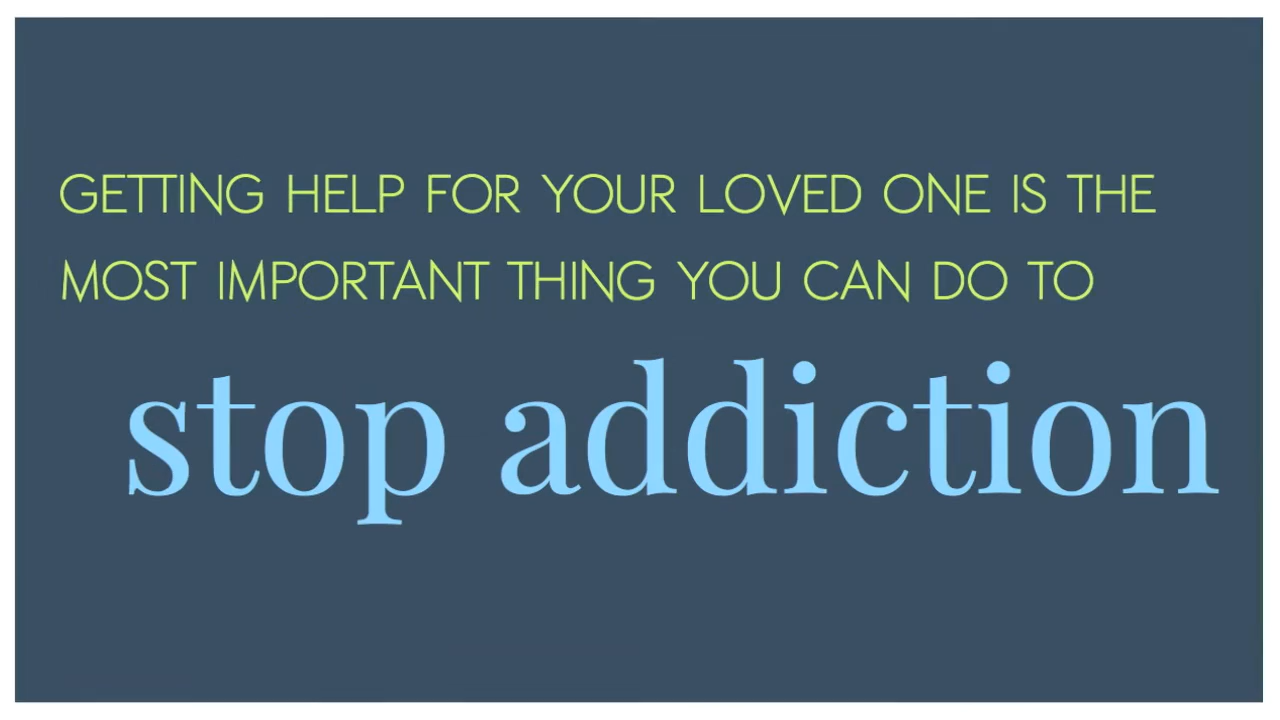 GETTING HELP FOR YOUR LOVED ONE IS THE
MOST IMPORTANT THING YOU CAN DO TO
stop addiction